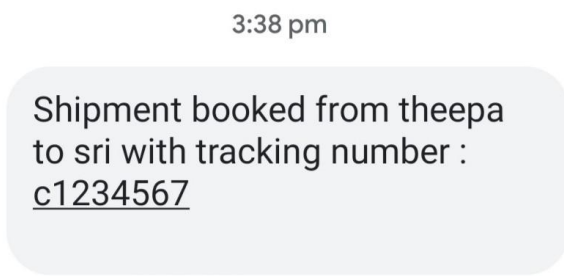 3:38 pm
Shipment booked from theepa
to sri with tracking number :
c1234567